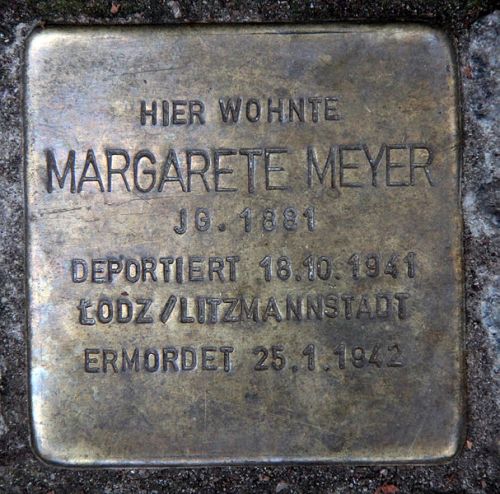 HIER WOHNTE
MARGARETE MEYER
JG. 1881
DEPORTIERT 18.10.1941
ŁODZ/LITZMANNSTADT
ERMORDET 25.1.1942